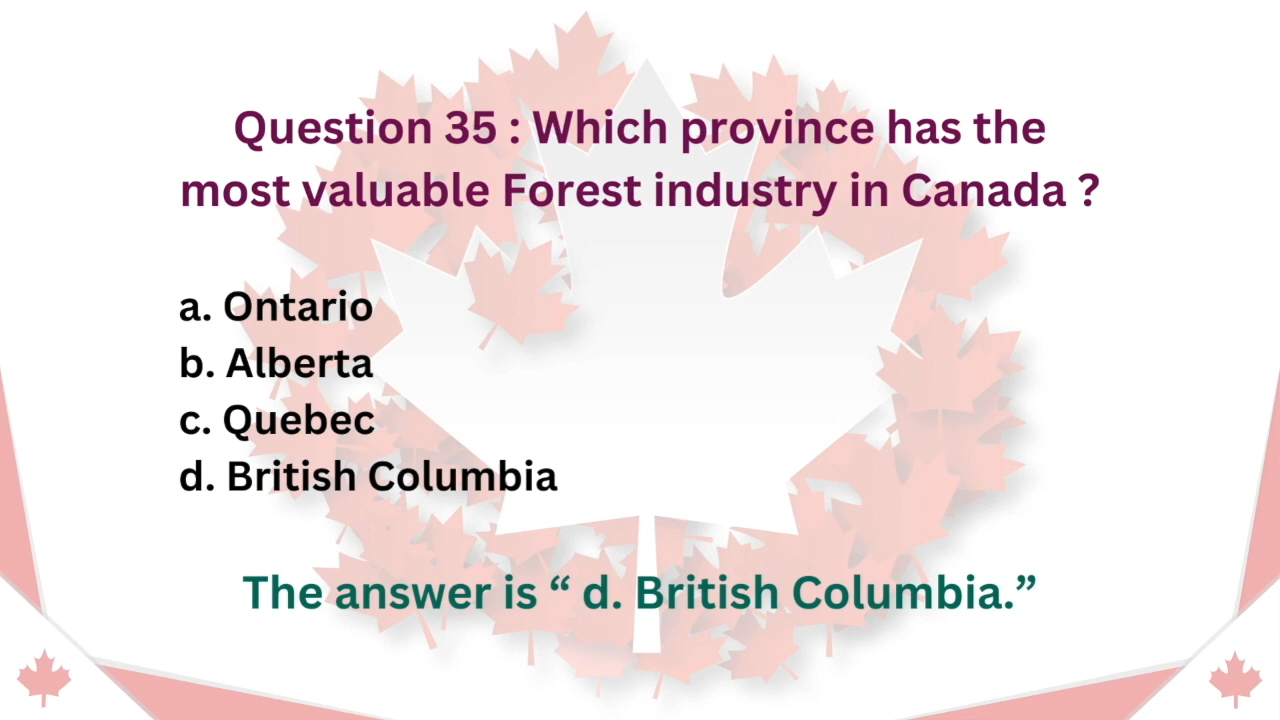 Question 35 : Which province has the
most valuable Forest industry in Canada ?
a. Ontario
b. Alberta
c. Quebec
d. British Columbia
The answer is “ d. British Columbia.”